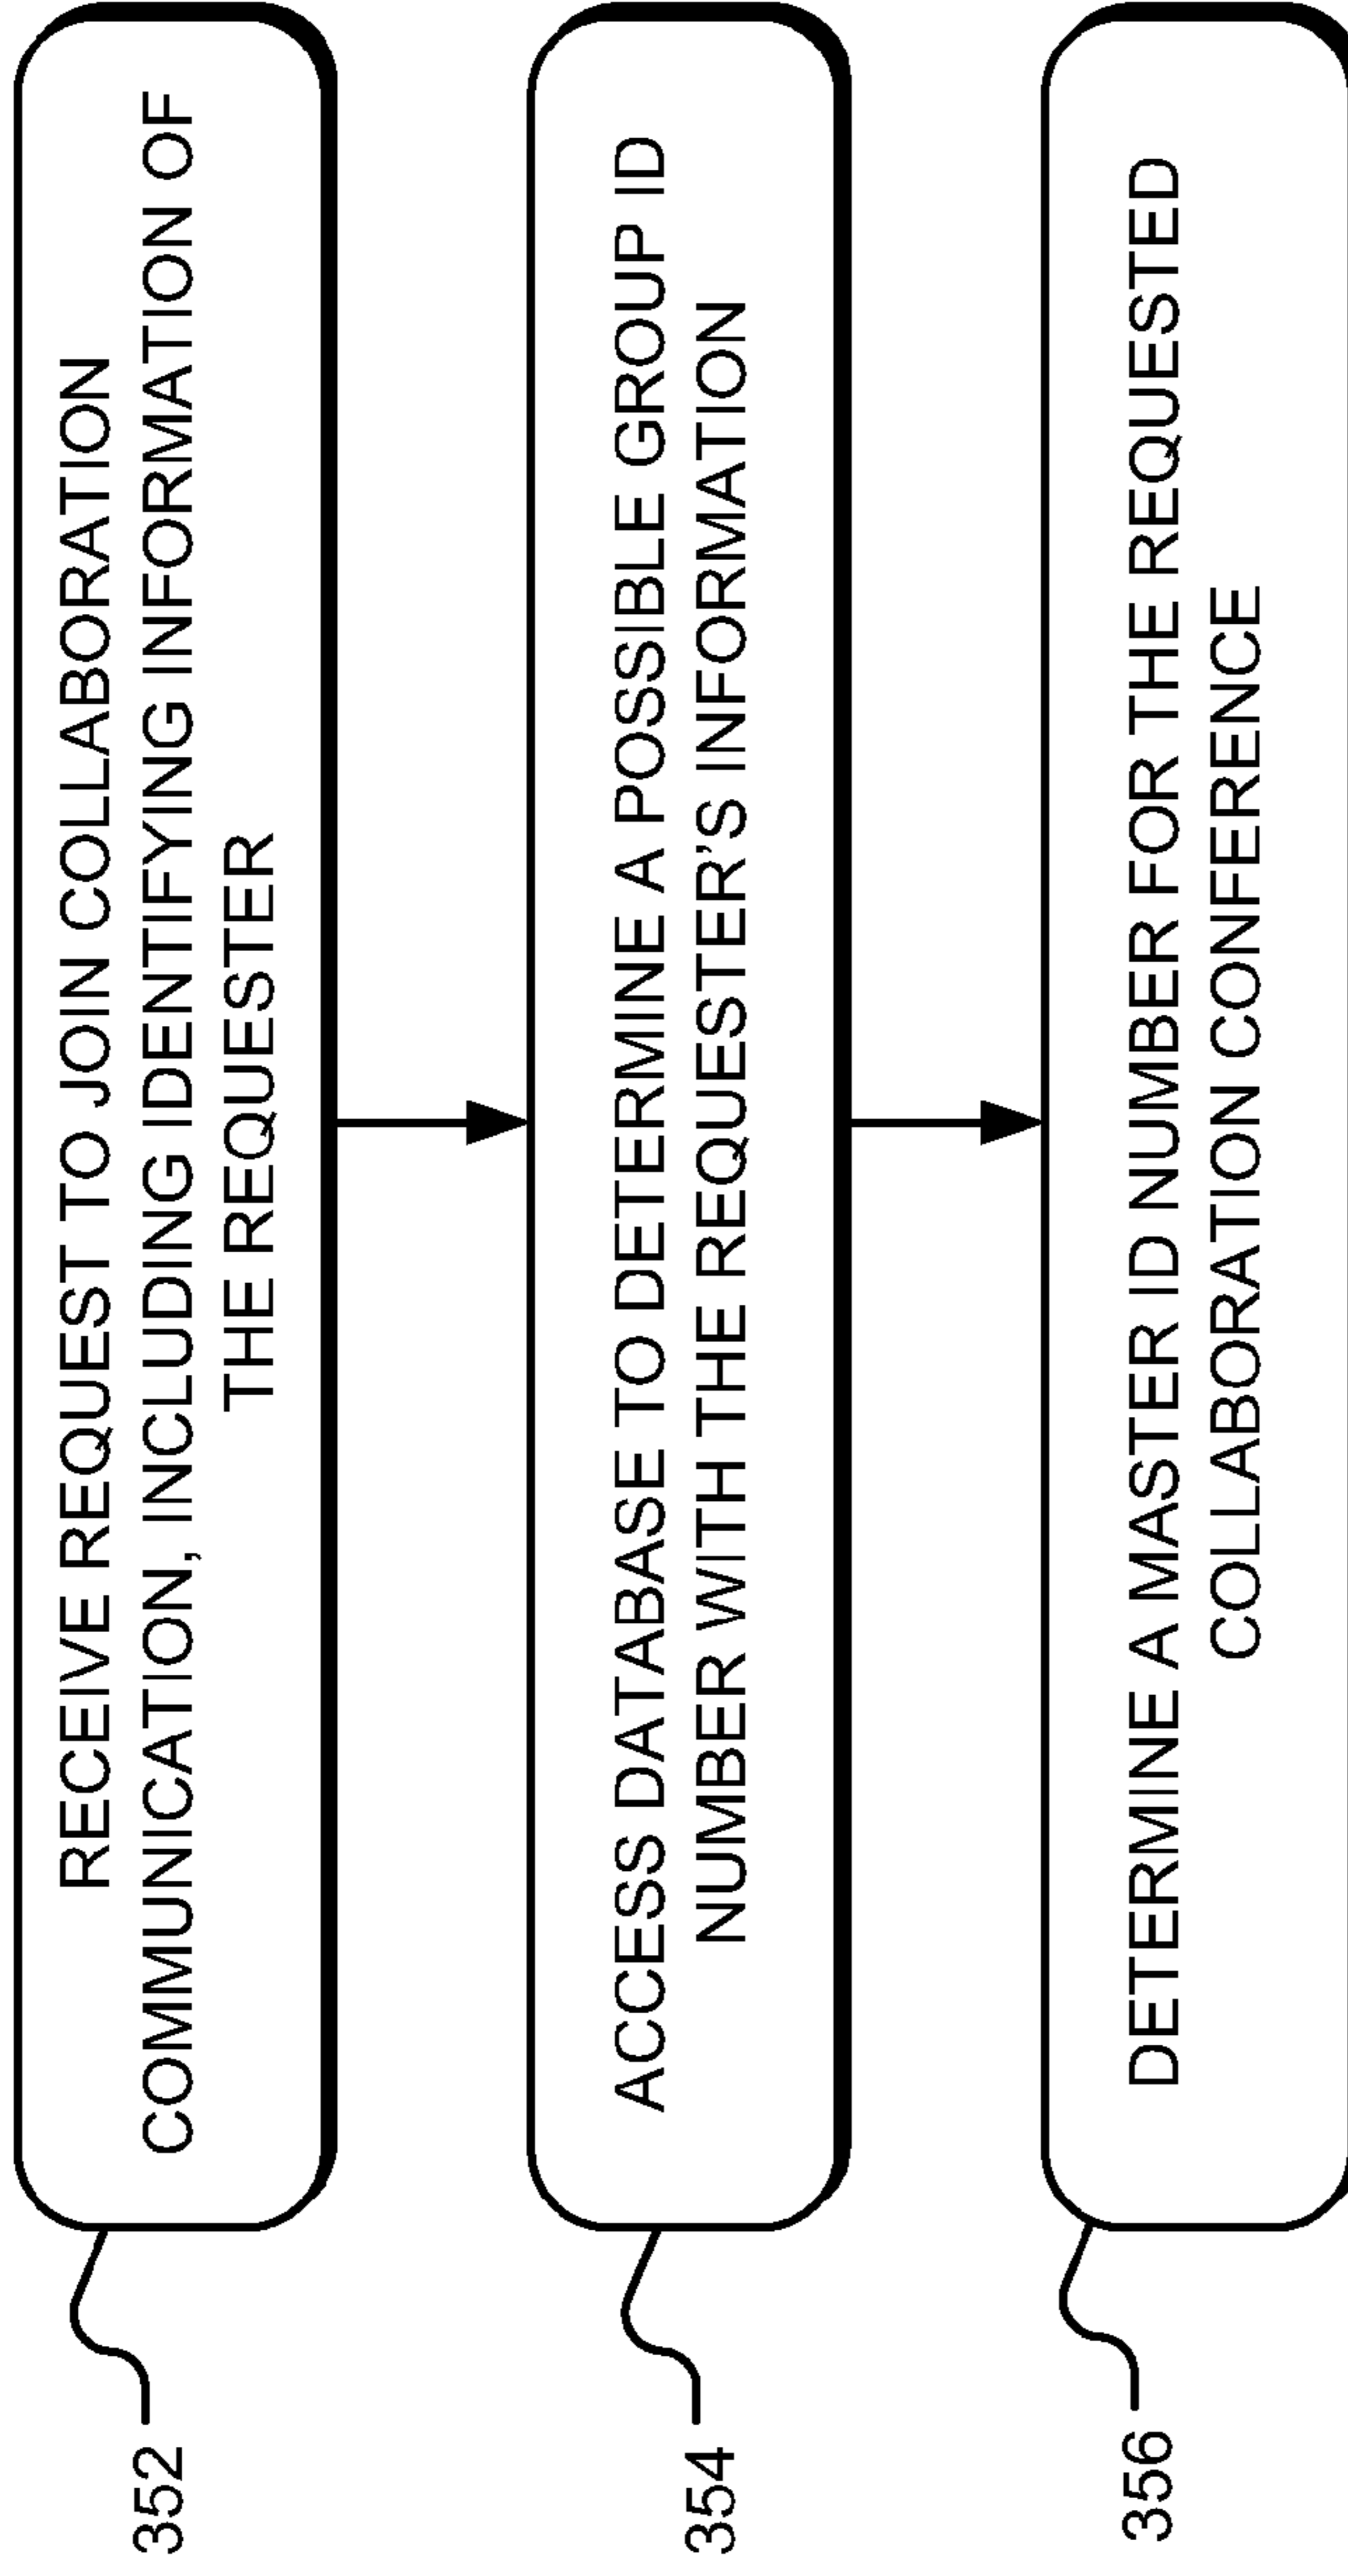 352
RECEIVE REQUEST TO JOIN COLLABORATION
COMMUNICATION, INCLUDING IDENTIFYING INFORMATION OF
THE REQUESTER
354
ACCESS DATABASE TO DETERMINE A POSSIBLE GROUP ID
NUMBER WITH THE REQUESTER'S INFORMATION
356
DETERMINE A MASTER ID NUMBER FOR THE REQUESTED
COLLABORATION CONFERENCE